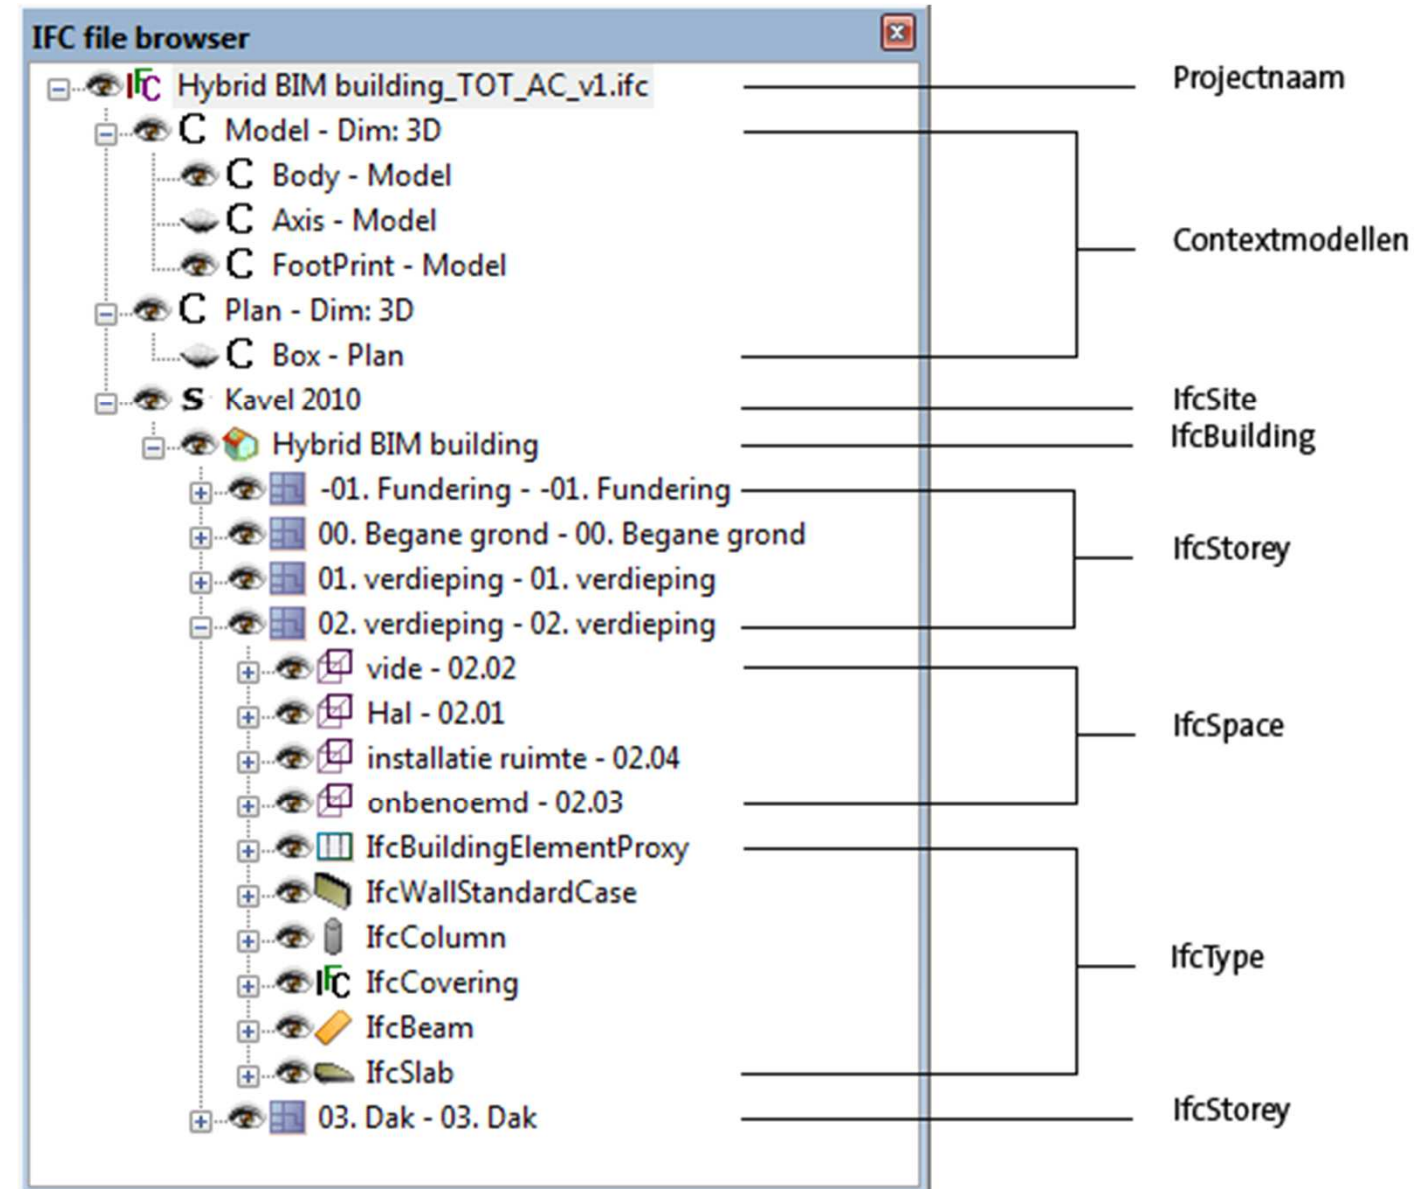 IFC file browser
IFC Hybrid BIM building_TOT_AC_v1.ifc
Projectnaam
C Model - Dim: 3D
C Body - Model
C Axis - Model
Contextmodellen
C FootPrint - Model
C Plan - Dim: 3D
C Box - Plan
S Kavel 2010
IfcSite
Hybrid BIM building
IfcBuilding
-01. Fundering - -01. Fundering
00. Begane grond - 00. Begane grond
IfcStorey
01. verdieping - 01. verdieping
02. verdieping - 02. verdieping
vide - 02.02
Hal - 02.01
IfcSpace
installatie ruimte - 02.04
onbenoemd - 02.03
IfcBuildingElementProxy
IfcWallStandardCase
IfcColumn
IfcType
IFC IfcCovering
IfcBeam
IfcSlab
03. Dak - 03. Dak
IfcStorey